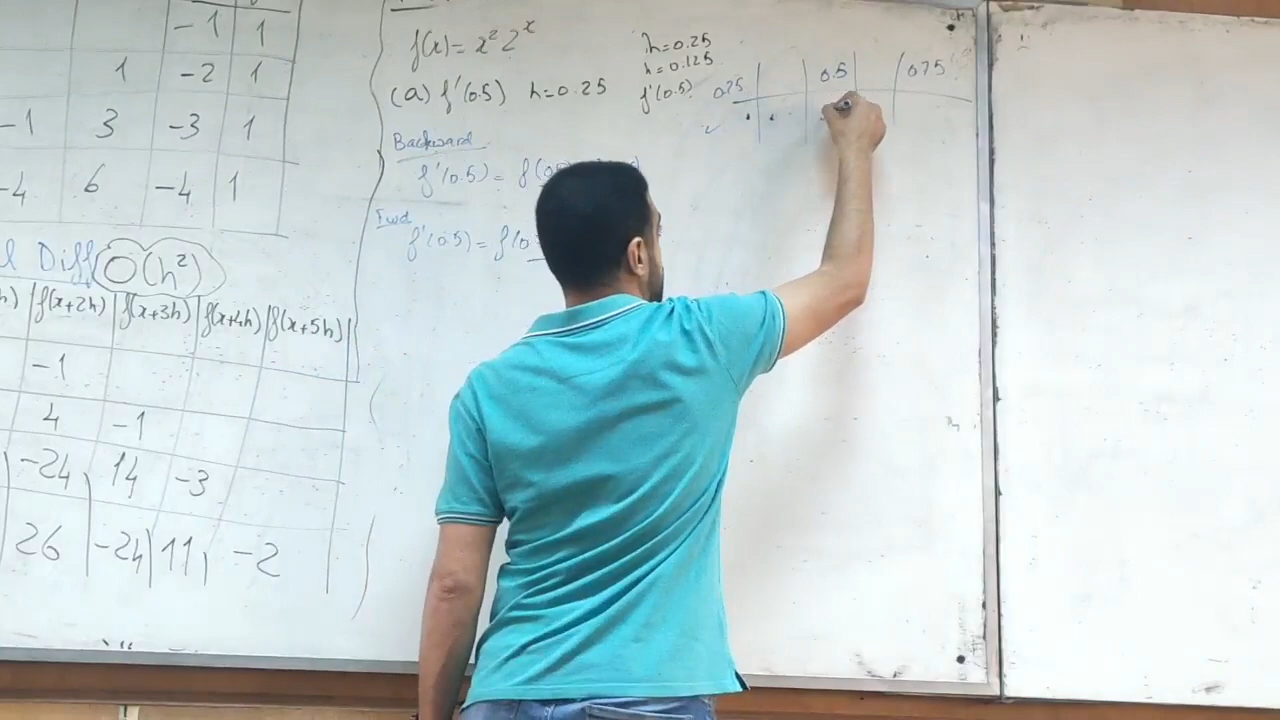 -1 1
1 -2 1
-1 3 -3 1
-4 6 -4 1
Diff O(h²)
f(x+2h) f(x+3h) f(x+4h) f(x+5h)
-1
4 -1
-24 14 -3
26 -24 11 -2
f(x) = x² 2ˣ
(a) f'(0.5) h=0.25
Backward
f'(0.5) =
Fwd
f'(0.5) =
h=0.25
h=0.125
f'(0.5)
0.25 0.5 0.75